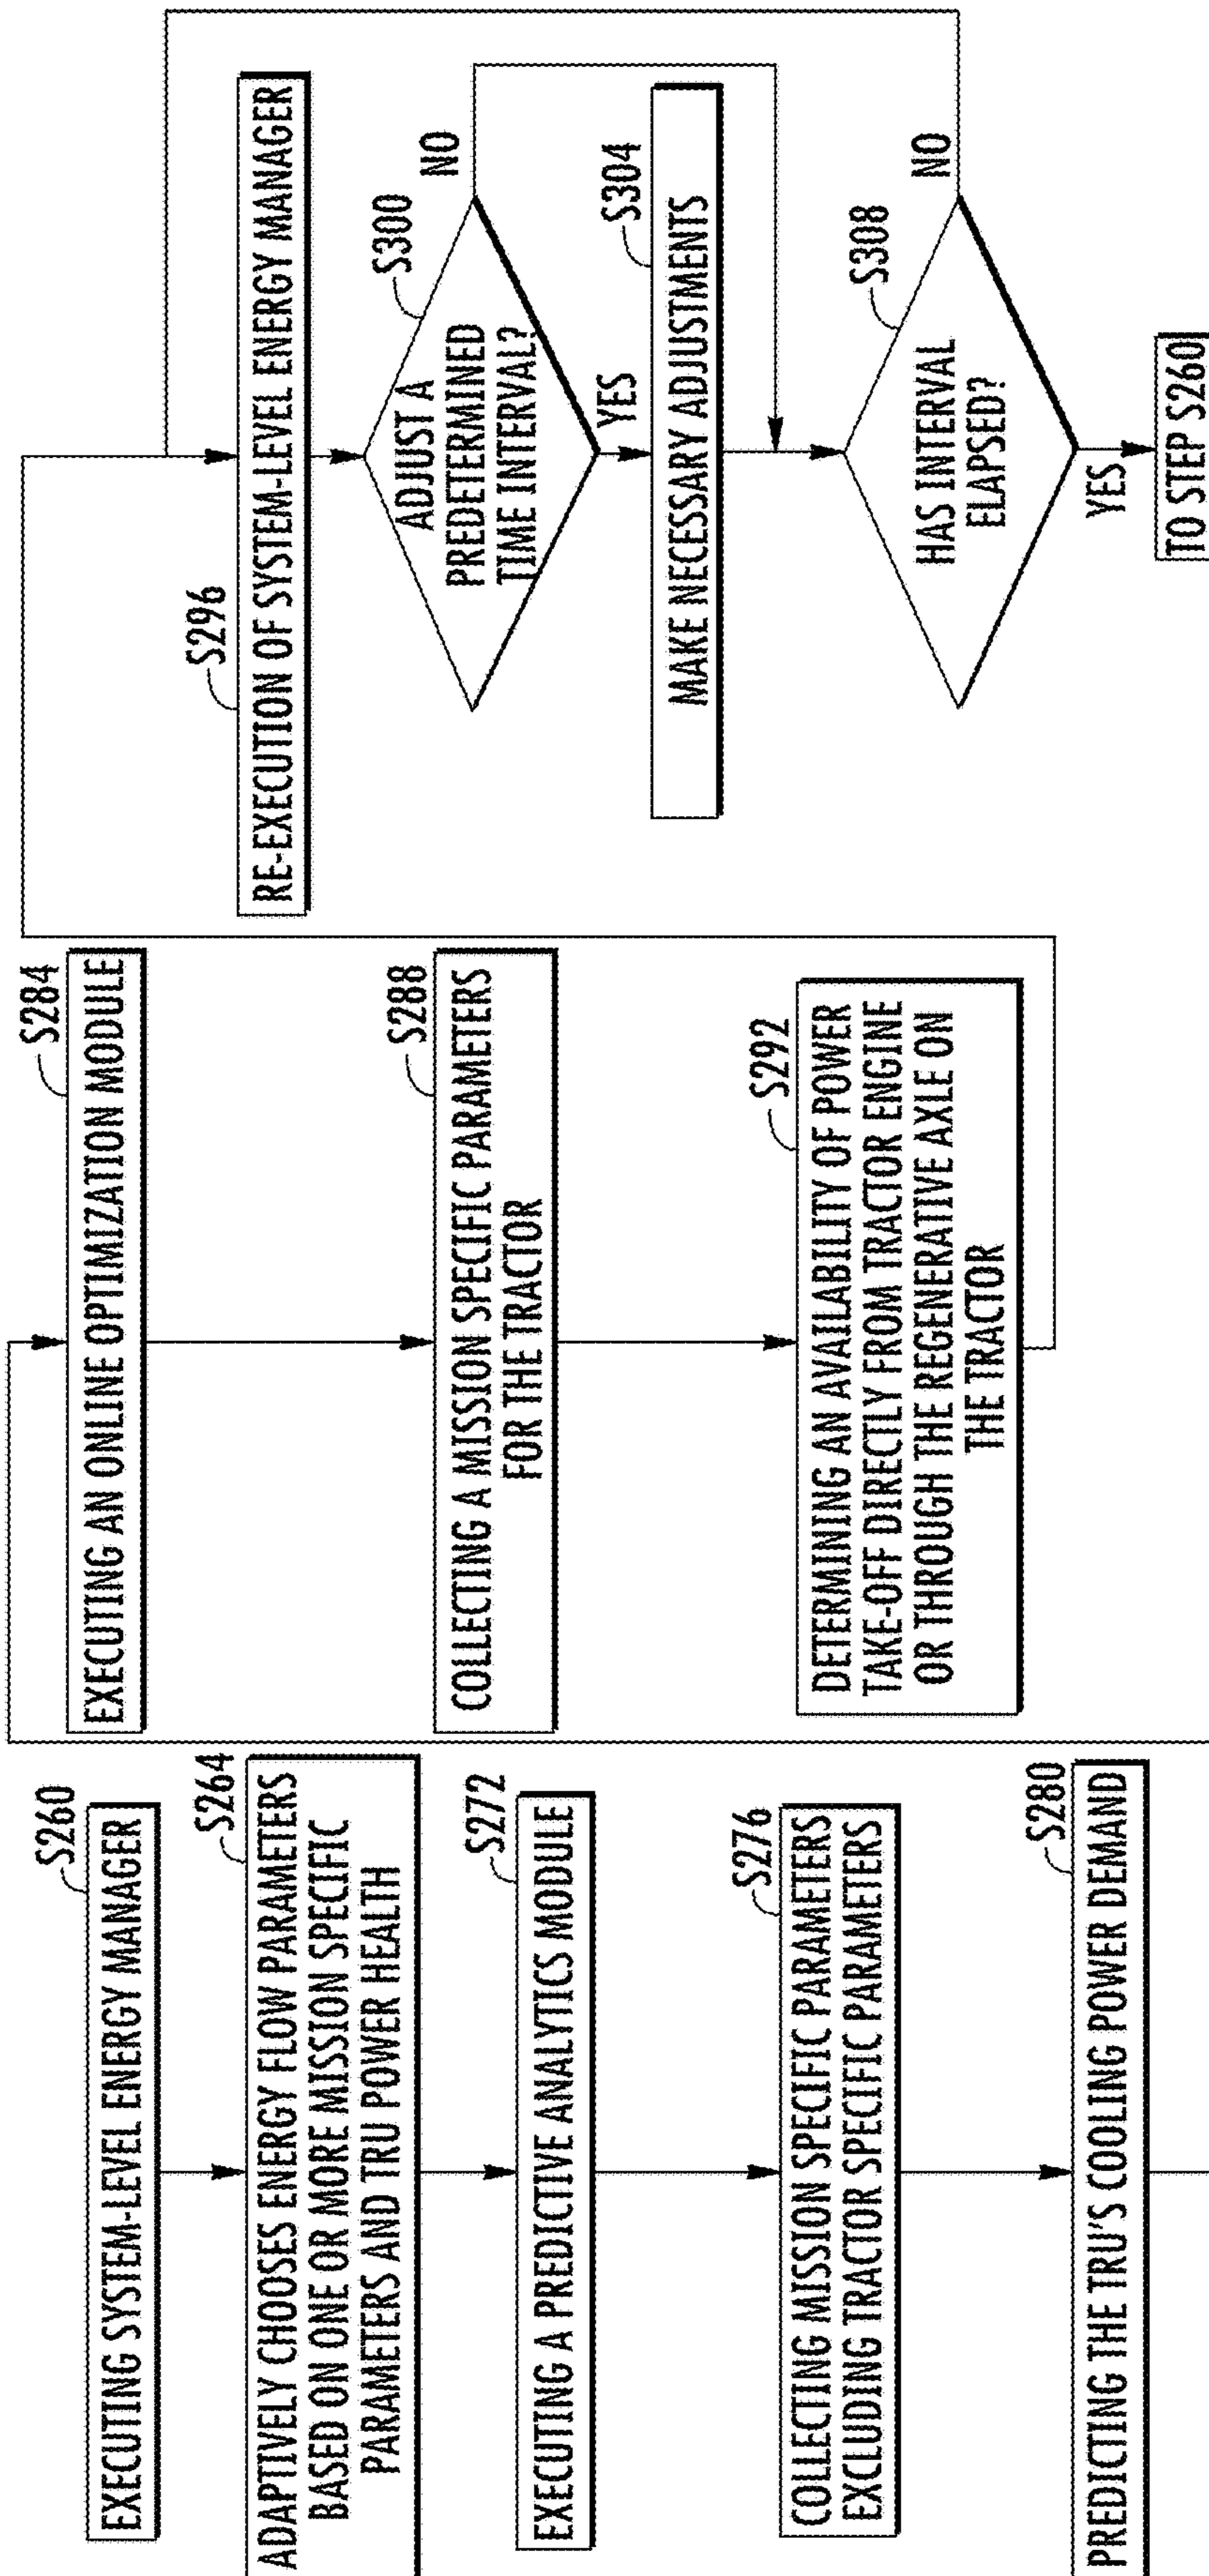 S260
EXECUTING SYSTEM-LEVEL ENERGY MANAGER
S264
ADAPTIVELY CHOOSES ENERGY FLOW PARAMETERS
BASED ON ONE OR MORE MISSION SPECIFIC
PARAMETERS AND TRU POWER HEALTH
S272
EXECUTING A PREDICTIVE ANALYTICS MODULE
S276
COLLECTING MISSION SPECIFIC PARAMETERS
EXCLUDING TRACTOR SPECIFIC PARAMETERS
S280
PREDICTING THE TRU'S COOLING POWER DEMAND
S284
EXECUTING AN ONLINE OPTIMIZATION MODULE
S288
COLLECTING A MISSION SPECIFIC PARAMETERS
FOR THE TRACTOR
S292
DETERMINING AN AVAILABILITY OF POWER
TAKE-OFF DIRECTLY FROM TRACTOR ENGINE
OR THROUGH THE REGENERATIVE AXLE ON
THE TRACTOR
S296
RE-EXECUTION OF SYSTEM-LEVEL ENERGY MANAGER
S300
ADJUST A
PREDETERMINED
TIME INTERVAL?
NO
YES
S304
MAKE NECESSARY ADJUSTMENTS
S308
HAS INTERVAL
ELAPSED?
NO
YES
TO STEP S260